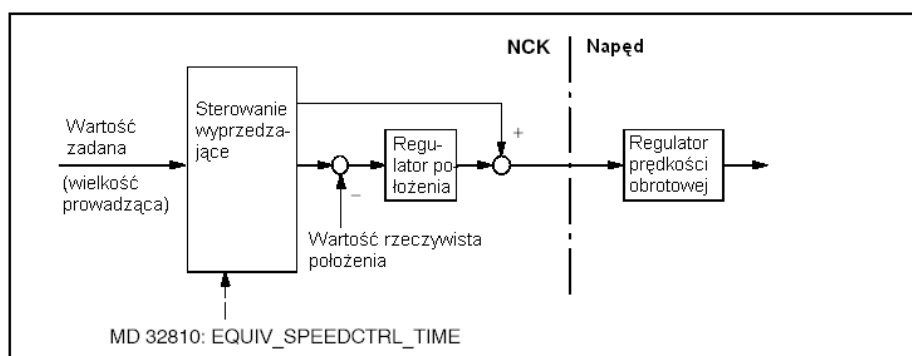 NCK
Napęd
Wartość
zadana
(wielkość
prowadząca)
Sterowanie
wyprzedza-
jące
Regu-
lator po-
łożenia
+
Regulator
prędkości
obrotowej
–
Wartość rzeczywista
położenia
MD 32810: EQUIV_SPEEDCTRL_TIME